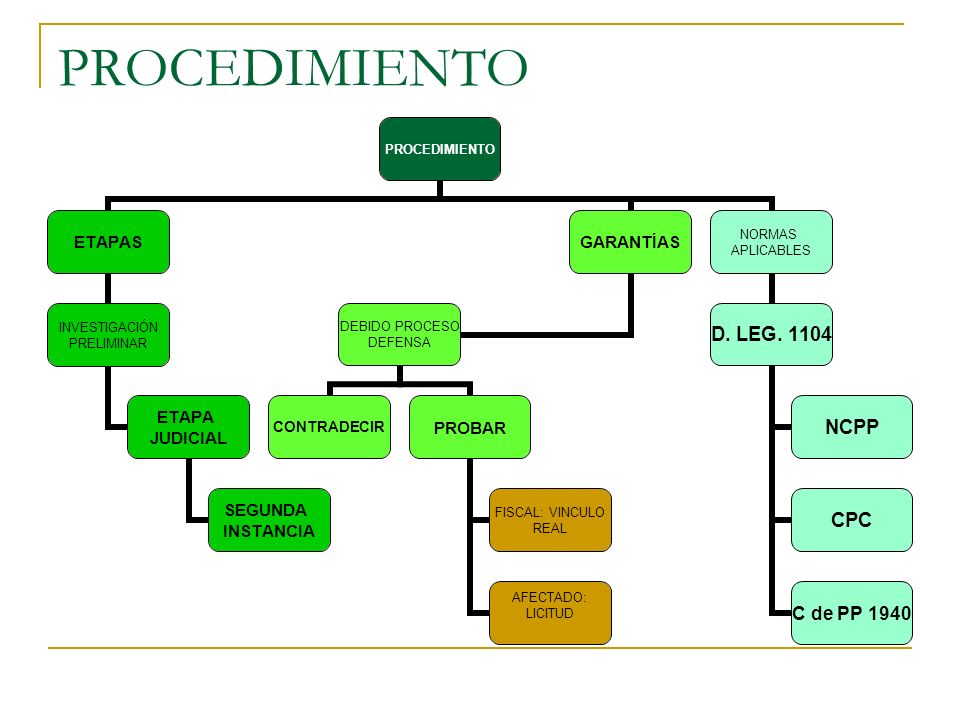 PROCEDIMIENTO
PROCEDIMIENTO
ETAPAS
GARANTÍAS
NORMAS
APLICABLES
INVESTIGACIÓN
PRELIMINAR
DEBIDO PROCESO
DEFENSA
D. LEG. 1104
ETAPA
JUDICIAL
CONTRADECIR
PROBAR
NCPP
SEGUNDA
INSTANCIA
FISCAL: VINCULO
REAL
CPC
AFECTADO:
LICITUD
C de PP 1940